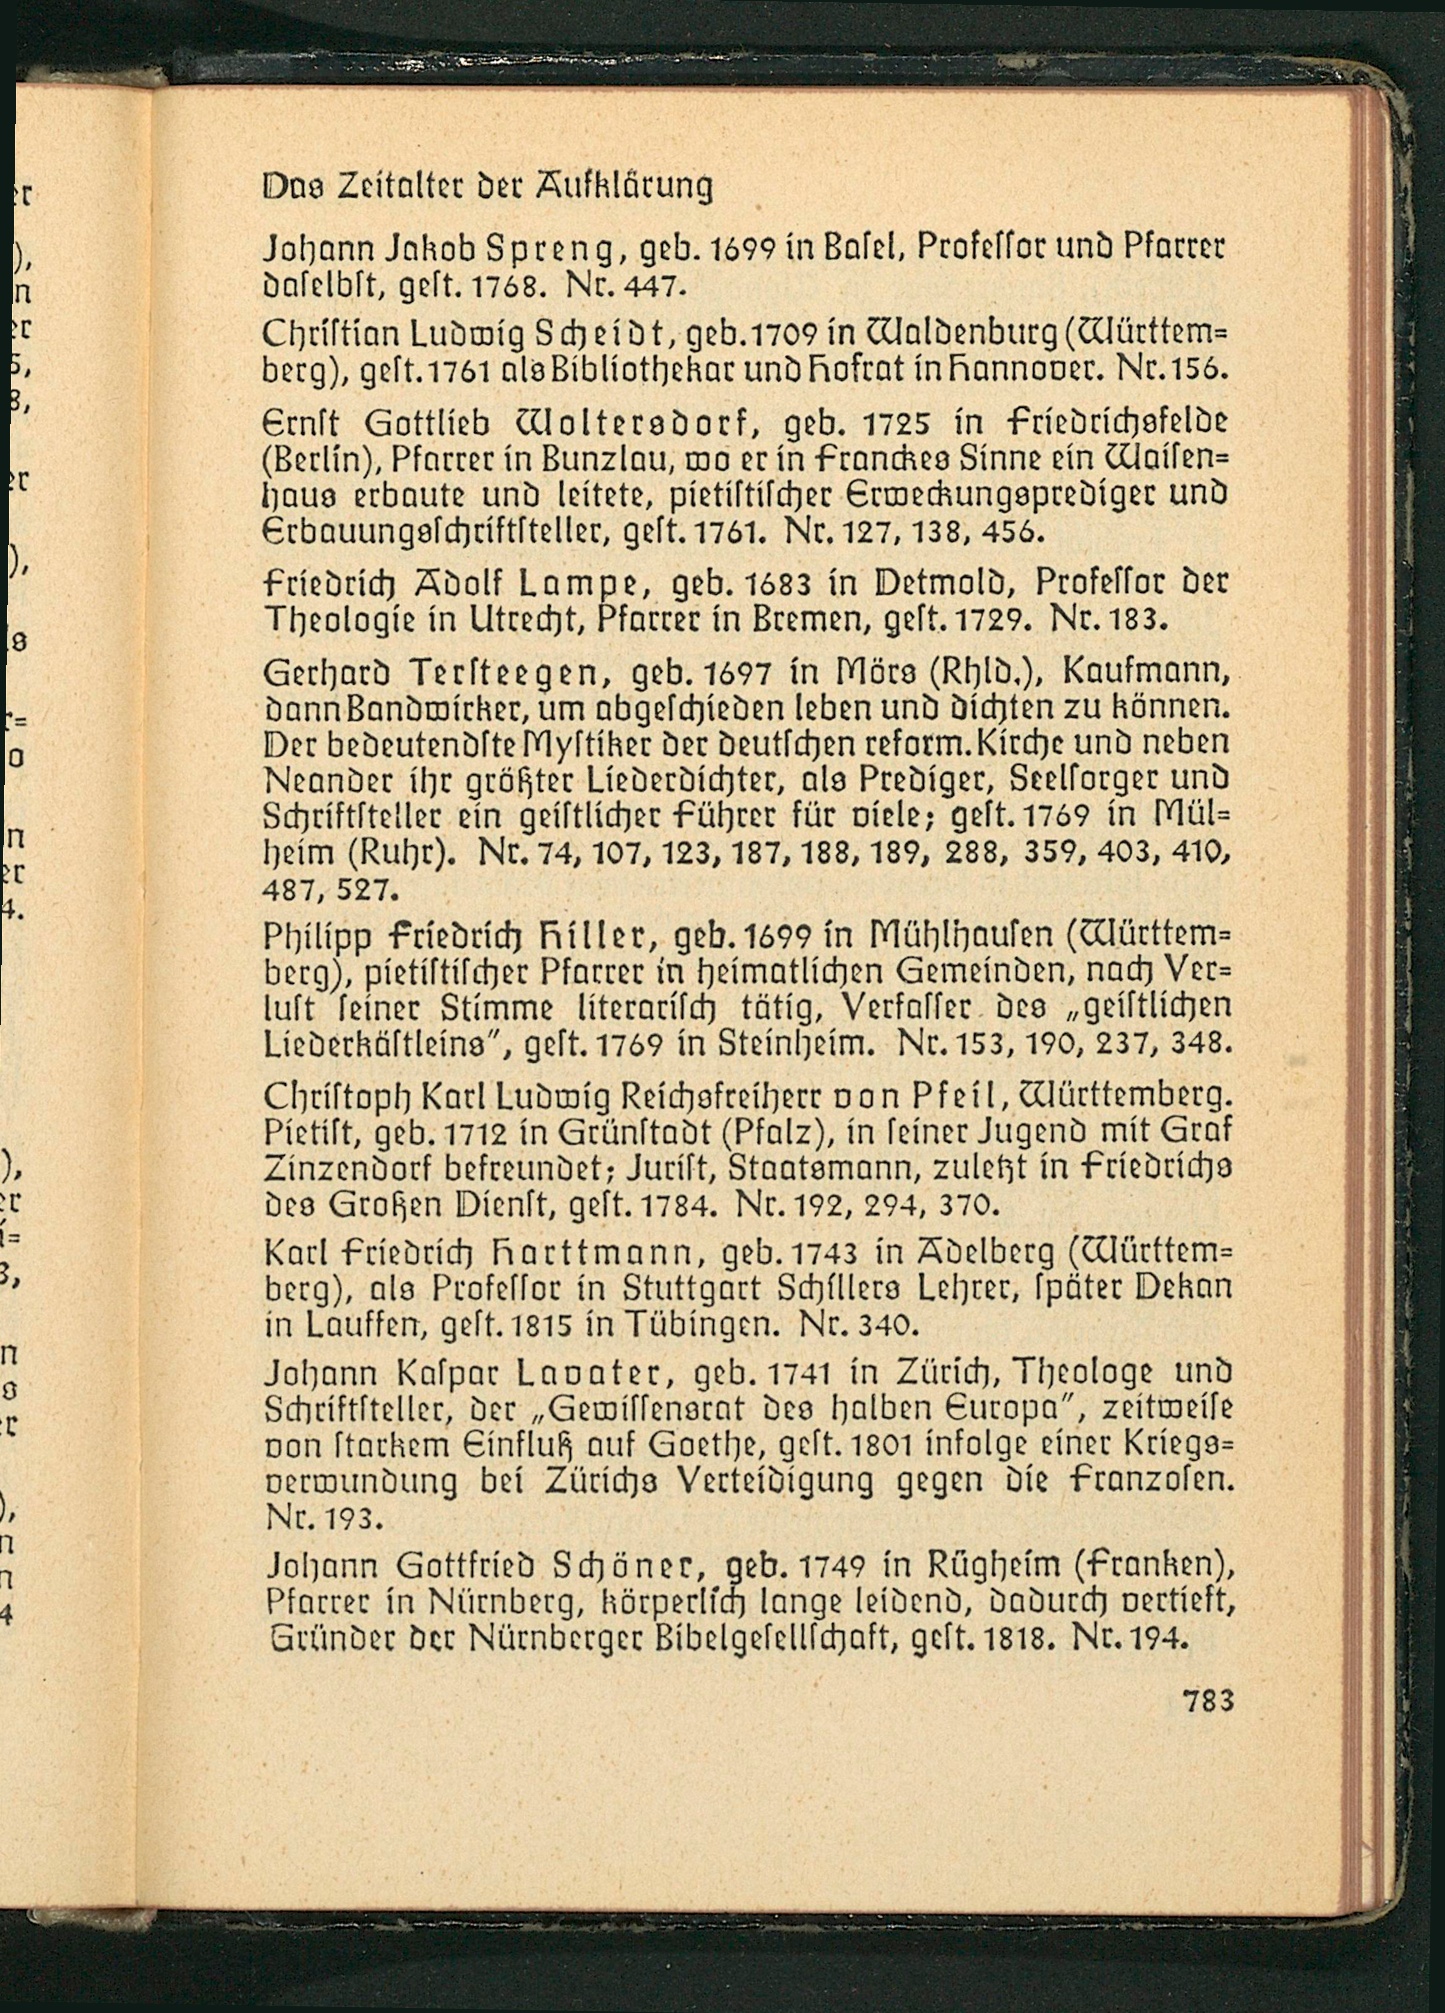 Das Zeitalter der Aufklärung
Johann Jakob Spreng, geb. 1699 in Baſel, Profeſſor und Pfarrer
daſelbſt, geſt. 1768. Nr. 447.
Chriſtian Ludwig Scheidt, geb. 1709 in Waldenburg (Württem=
berg), geſt. 1761 als Bibliothekar und Hofrat in Hannover. Nr. 156.
Ernſt Gottlieb Woltersdorf, geb. 1725 in Friedrichsfelde
(Berlin), Pfarrer in Bunzlau, wo er in Franckes Sinne ein Waiſen=
haus erbaute und leitete, pietiſtiſcher Erweckungsprediger und
Erbauungsſchriftſteller, geſt. 1761. Nr. 127, 138, 456.
Friedrich Adolf Lampe, geb. 1683 in Detmold, Profeſſor der
Theologie in Utrecht, Pfarrer in Bremen, geſt. 1729. Nr. 183.
Gerhard Terſteegen, geb. 1697 in Mörs (Rhld.), Kaufmann,
dann Bandwirker, um abgeſchieden leben und dichten zu können.
Der bedeutendſte Myſtiker der deutſchen reform. Kirche und neben
Neander ihr größter Liederdichter, als Prediger, Seelſorger und
Schriftſteller ein geiſtlicher Führer für viele; geſt. 1769 in Mül=
heim (Ruhr). Nr. 74, 107, 123, 187, 188, 189, 288, 359, 403, 410,
487, 527.
Philipp Friedrich Hiller, geb. 1699 in Mühlhauſen (Württem=
berg), pietiſtiſcher Pfarrer in heimatlichen Gemeinden, nach Ver=
luſt ſeiner Stimme literariſch tätig, Verfaſſer des „geiſtlichen
Liederkäſtleins", geſt. 1769 in Steinheim. Nr. 153, 190, 237, 348.
Chriſtoph Karl Ludwig Reichsfreiherr von Pfeil, Württemberg.
Pietiſt, geb. 1712 in Grünſtadt (Pfalz), in ſeiner Jugend mit Graf
Zinzendorf befreundet; Juriſt, Staatsmann, zuletzt in Friedrichs
des Großen Dienſt, geſt. 1784. Nr. 192, 294, 370.
Karl Friedrich Harttmann, geb. 1743 in Adelberg (Württem=
berg), als Profeſſor in Stuttgart Schillers Lehrer, ſpäter Dekan
in Lauffen, geſt. 1815 in Tübingen. Nr. 340.
Johann Kaſpar Lavater, geb. 1741 in Zürich, Theologe und
Schriftſteller, der „Gewiſſensrat des halben Europa", zeitweiſe
von ſtarkem Einfluß auf Goethe, geſt. 1801 infolge einer Kriegs=
verwundung bei Zürichs Verteidigung gegen die Franzoſen.
Nr. 193.
Johann Gottfried Schöner, geb. 1749 in Rügheim (Franken),
Pfarrer in Nürnberg, körperlich lange leidend, dadurch vertieft,
Gründer der Nürnberger Bibelgeſellſchaft, geſt. 1818. Nr. 194.
783